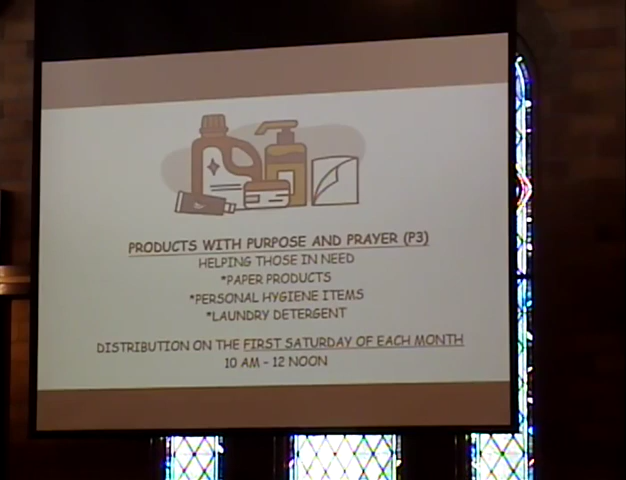 PRODUCTS WITH PURPOSE AND PRAYER (P3)
HELPING THOSE IN NEED
*PAPER PRODUCTS
*PERSONAL HYGIENE ITEMS
*LAUNDRY DETERGENT
DISTRIBUTION ON THE FIRST SATURDAY OF EACH MONTH
10 AM - 12 NOON